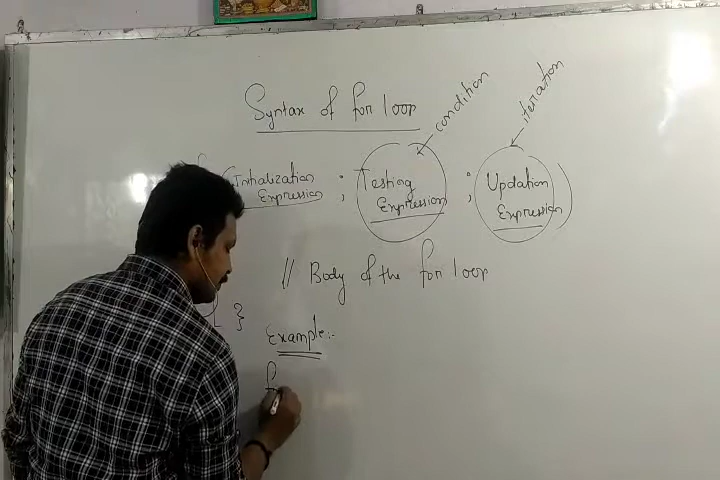 Syntax of for loop
condition
iteration
(Initialization ; Testing ; Updation
Expression Expression Expression)
// Body of the for loop
}
Example:-
f